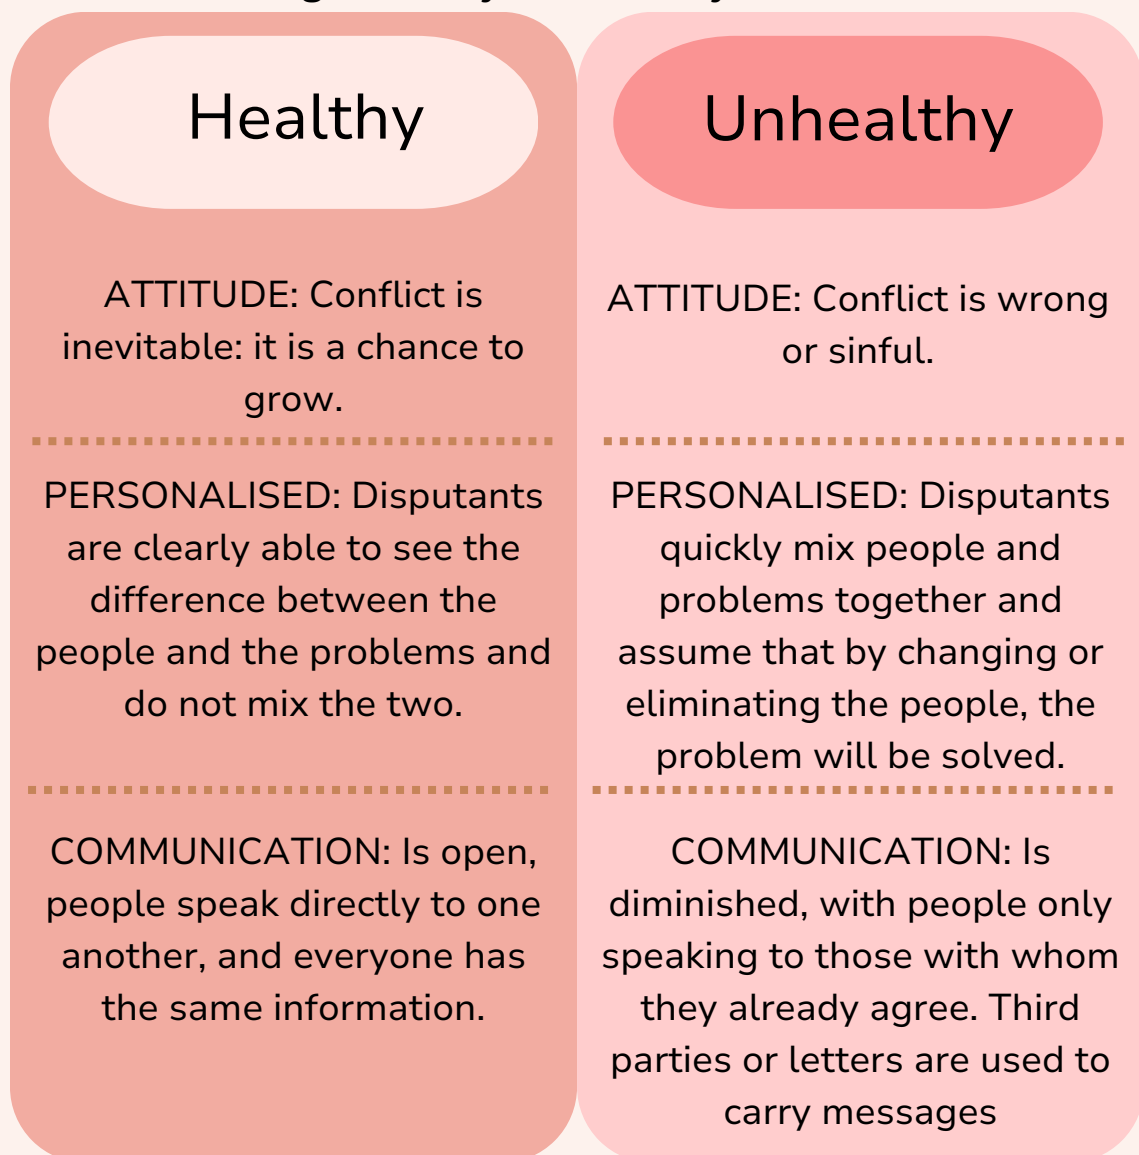 Healthy
ATTITUDE: Conflict is
inevitable: it is a chance to
grow.
PERSONALISED: Disputants
are clearly able to see the
difference between the
people and the problems and
do not mix the two.
COMMUNICATION: Is open,
people speak directly to one
another, and everyone has
the same information.
Unhealthy
ATTITUDE: Conflict is wrong
or sinful.
PERSONALISED: Disputants
quickly mix people and
problems together and
assume that by changing or
eliminating the people, the
problem will be solved.
COMMUNICATION: Is
diminished, with people only
speaking to those with whom
they already agree. Third
parties or letters are used to
carry messages